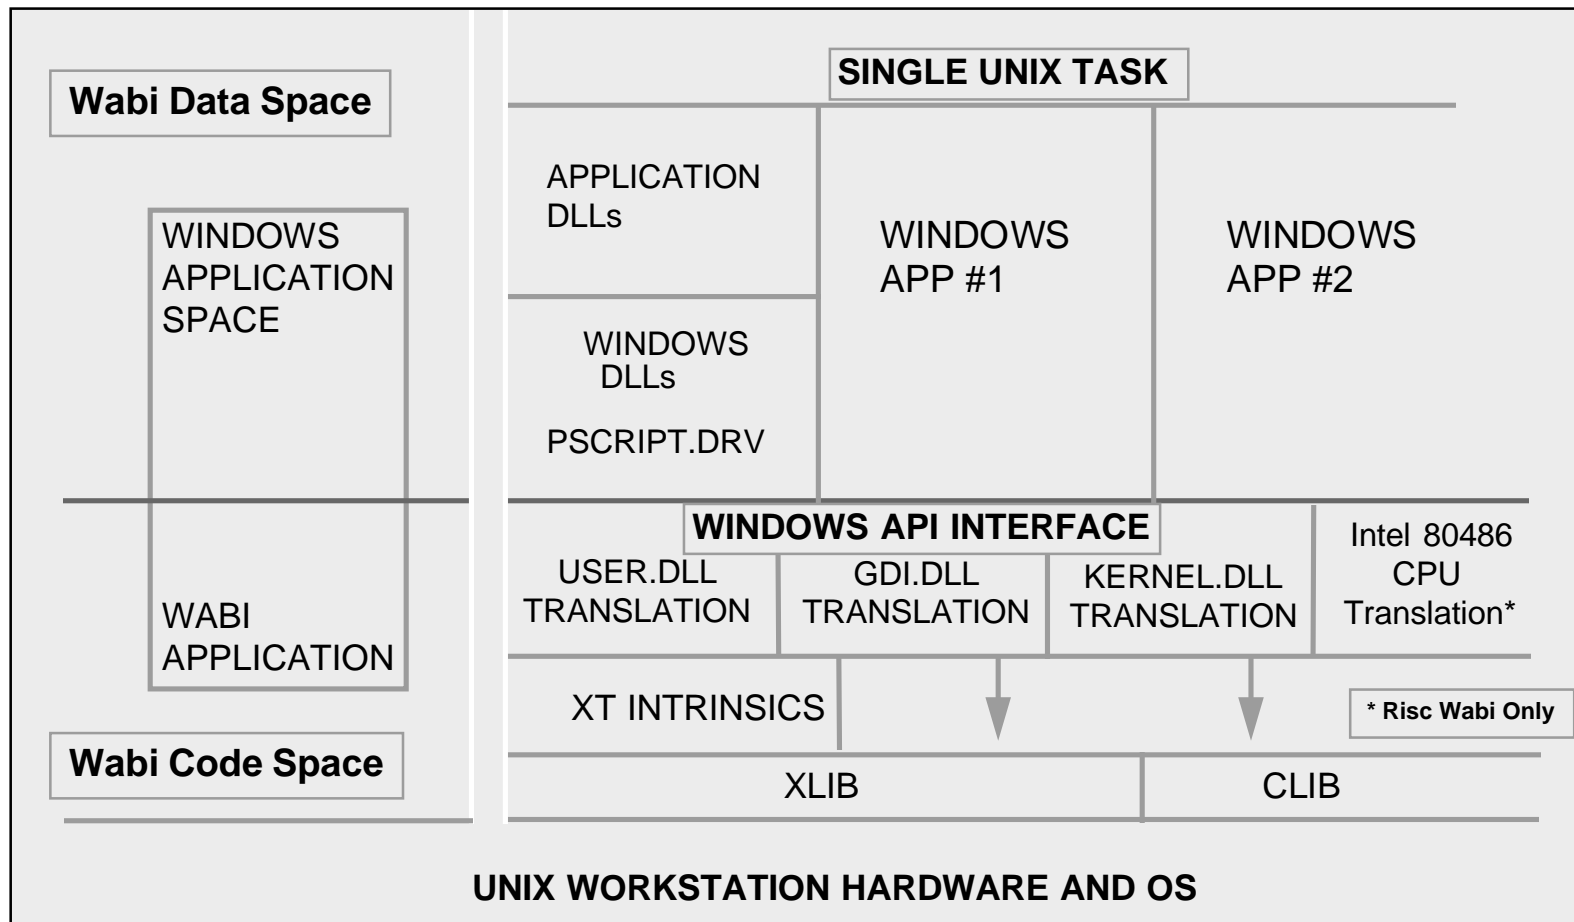 Wabi Data Space
WINDOWS
APPLICATION
SPACE
WABI
APPLICATION
Wabi Code Space
SINGLE UNIX TASK
APPLICATION
DLLs
WINDOWS
DLLs
PSCRIPT.DRV
WINDOWS
APP #1
WINDOWS
APP #2
WINDOWS API INTERFACE
USER.DLL
TRANSLATION
GDI.DLL
TRANSLATION
KERNEL.DLL
TRANSLATION
Intel 80486
CPU
Translation*
XT INTRINSICS
* Risc Wabi Only
XLIB
CLIB
UNIX WORKSTATION HARDWARE AND OS